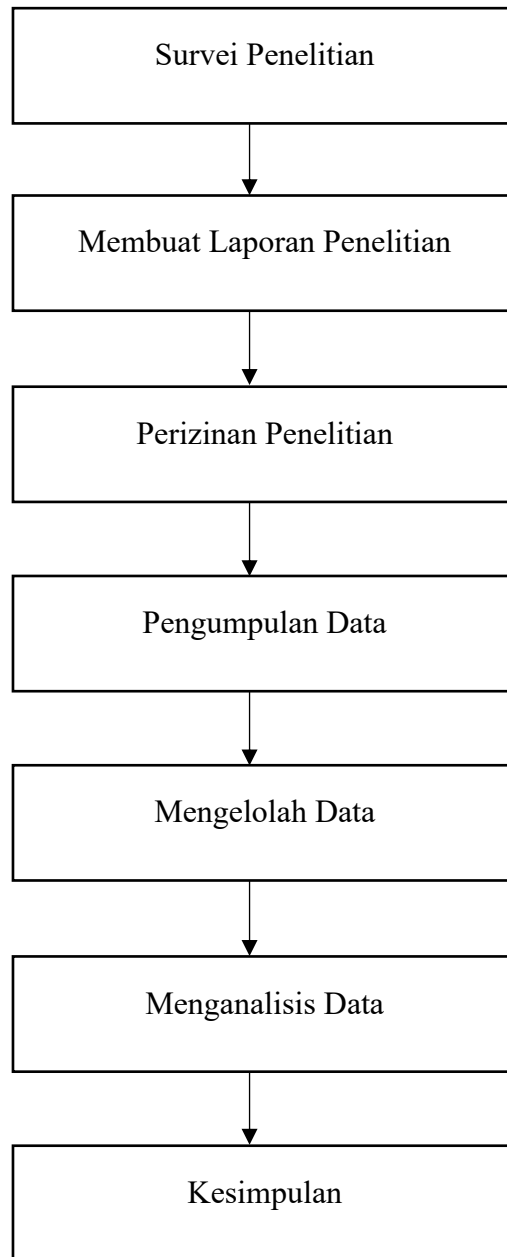 Survei Penelitian
Membuat Laporan Penelitian
Perizinan Penelitian
Pengumpulan Data
Mengelolah Data
Menganalisis Data
Kesimpulan